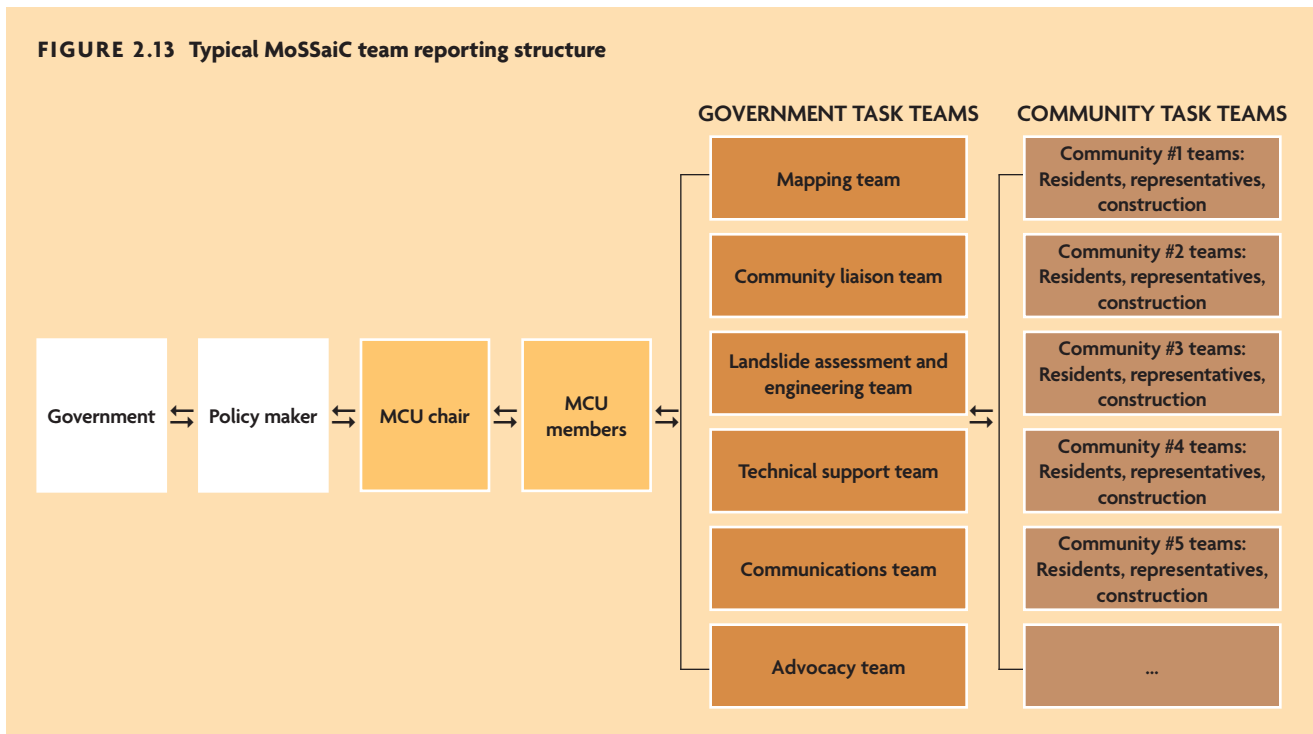 FIGURE 2.13 Typical MoSSaiC team reporting structure
GOVERNMENT TASK TEAMS
COMMUNITY TASK TEAMS
Government
Policy maker
MCU chair
MCU
members
Mapping team
Community liaison team
Landslide assessment and
engineering team
Technical support team
Communications team
Advocacy team
Community #1 teams:
Residents, representatives,
construction
Community #2 teams:
Residents, representatives,
construction
Community #3 teams:
Residents, representatives,
construction
Community #4 teams:
Residents, representatives,
construction
Community #5 teams:
Residents, representatives,
construction
...